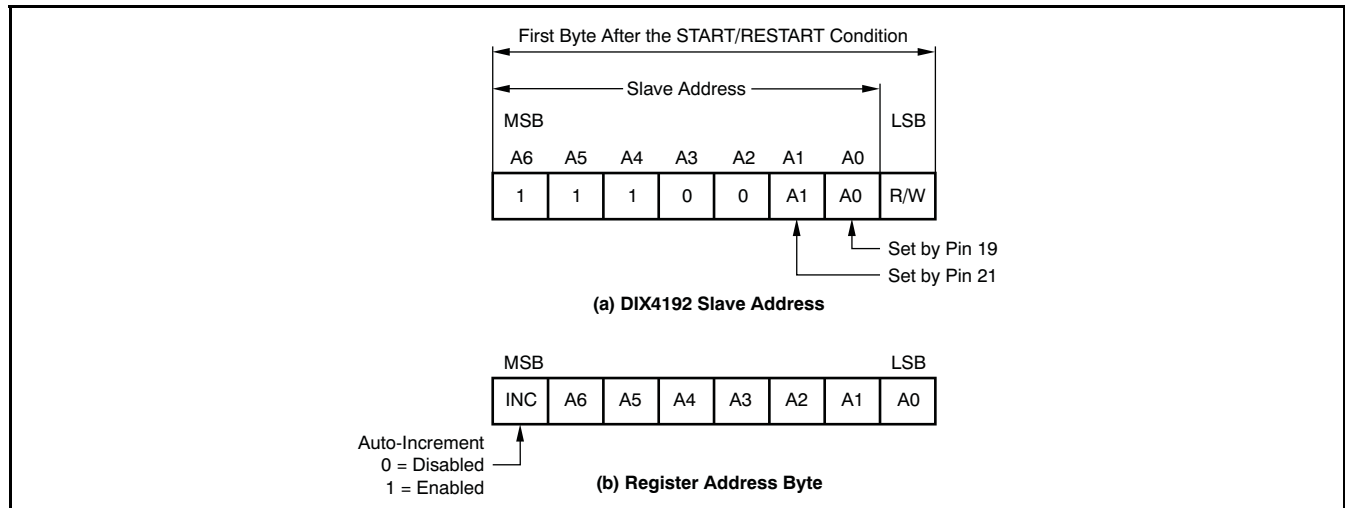 First Byte After the START/RESTART Condition
Slave Address
MSB LSB
A6 A5 A4 A3 A2 A1 A0
1 1 1 0 0 A1 A0 R/W
Set by Pin 19
Set by Pin 21
(a) DIX4192 Slave Address
MSB LSB
INC A6 A5 A4 A3 A2 A1 A0
Auto-Increment
0 = Disabled
1 = Enabled
(b) Register Address Byte